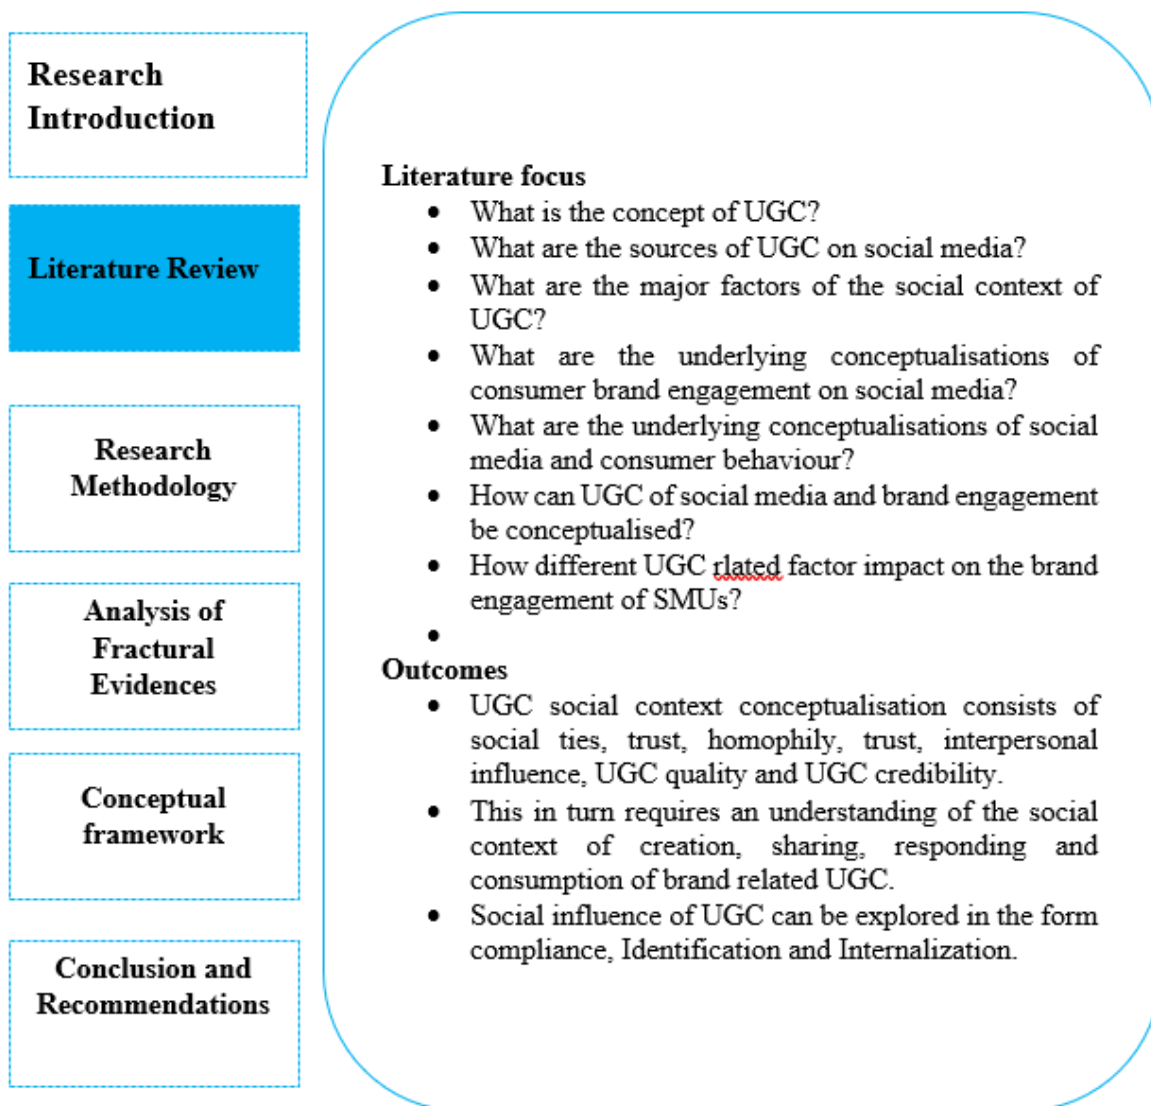 Research
Introduction
Literature Review
Research
Methodology
Analysis of
Fractural
Evidences
Conceptual
framework
Conclusion and
Recommendations
Literature focus
• What is the concept of UGC?
• What are the sources of UGC on social media?
• What are the major factors of the social context of
UGC?
• What are the underlying conceptualisations of
consumer brand engagement on social media?
• What are the underlying conceptualisations of social
media and consumer behaviour?
• How can UGC of social media and brand engagement
be conceptualised?
• How different UGC rlated factor impact on the brand
engagement of SMUs?
•
Outcomes
• UGC social context conceptualisation consists of
social ties, trust, homophily, trust, interpersonal
influence, UGC quality and UGC credibility.
• This in turn requires an understanding of the social
context of creation, sharing, responding and
consumption of brand related UGC.
• Social influence of UGC can be explored in the form
compliance, Identification and Internalization.